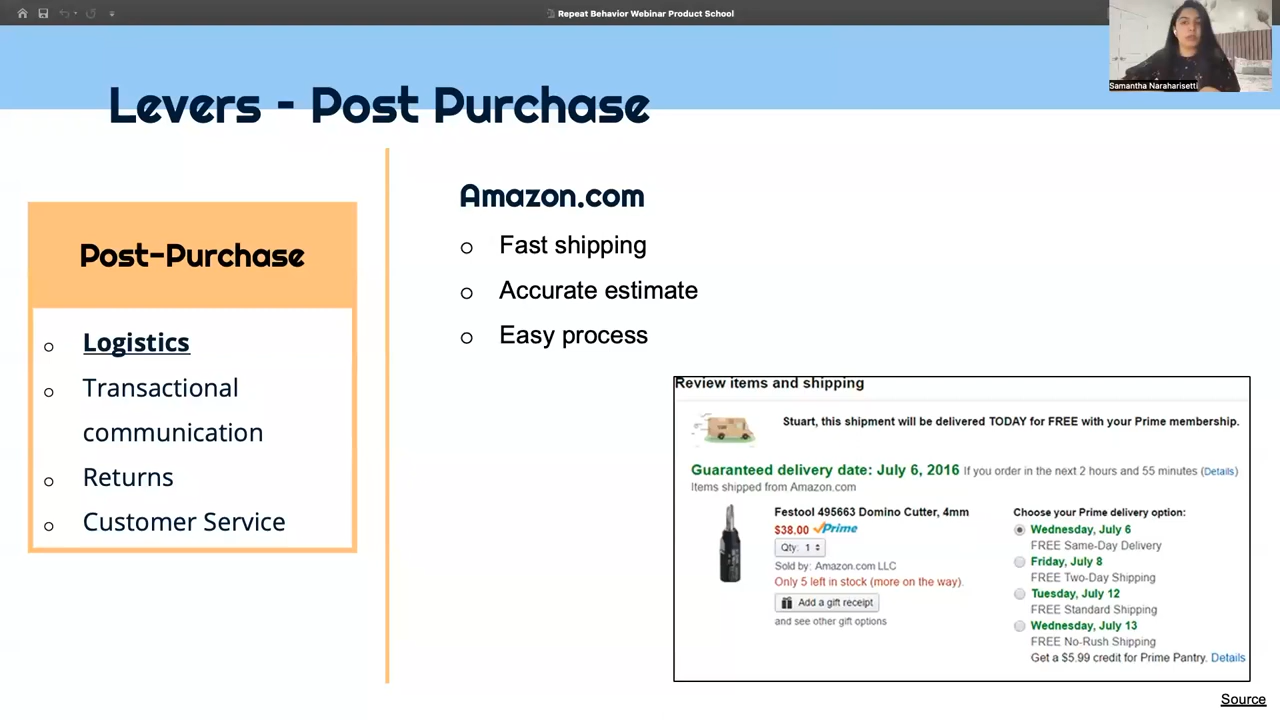 Repeat Behavior Webinar Product School
Samantha Naraharisetti
Levers - Post Purchase
Post-Purchase
Logistics
Transactional
communication
Returns
Customer Service
Amazon.com
Fast shipping
Accurate estimate
Easy process
Review items and shipping
Stuart, this shipment will be delivered TODAY for FREE with your Prime membership.
Guaranteed delivery date: July 6, 2016 If you order in the next 2 hours and 55 minutes (Details)
Items shipped from Amazon.com
Festool 495663 Domino Cutter, 4mm
$38.00 Prime
Qty: 1
Sold by: Amazon.com LLC
Only 5 left in stock (more on the way).
Add a gift receipt
and see other gift options
Choose your Prime delivery option:
Wednesday, July 6
FREE Same-Day Delivery
Friday, July 8
FREE Two-Day Shipping
Tuesday, July 12
FREE Standard Shipping
Wednesday, July 13
FREE No-Rush Shipping
Get a $5.99 credit for Prime Pantry. Details
Source